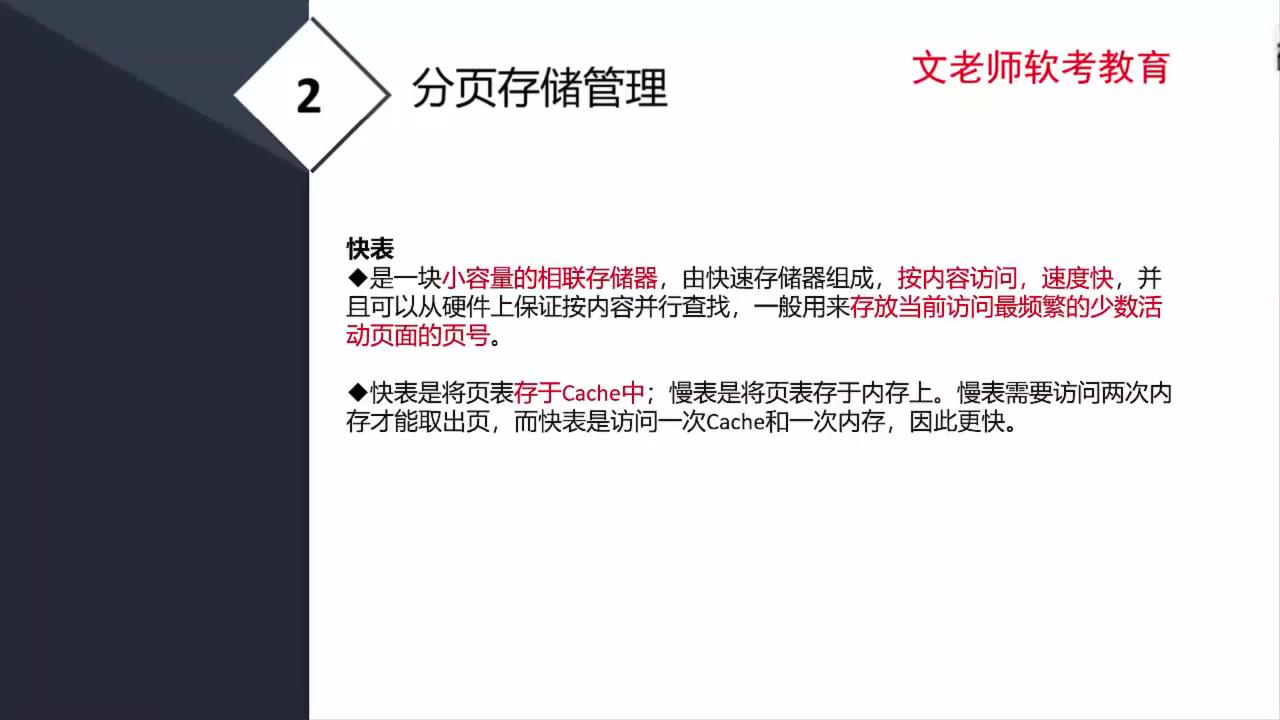 2
分页存储管理
文老师软考教育
快表
◆是一块小容量的相联存储器，由快速存储器组成，按内容访问，速度快，并
且可以从硬件上保证按内容并行查找，一般用来存放当前访问最频繁的少数活
动页面的页号。
◆快表是将页表存于Cache中；慢表是将页表存于内存上。慢表需要访问两次内
存才能取出页，而快表是访问一次Cache和一次内存，因此更快。